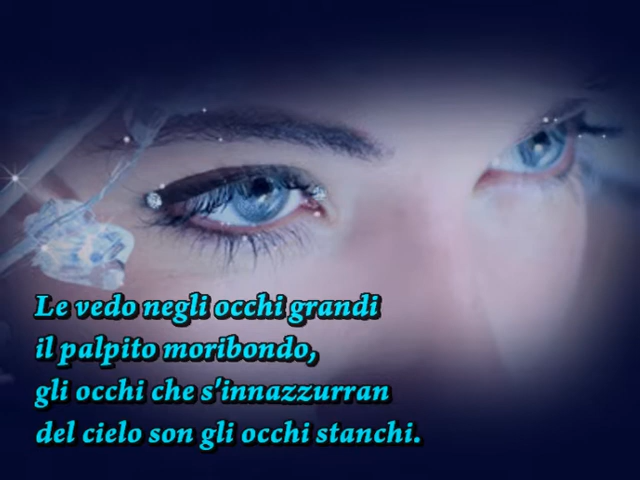 Le vedo negli occhi grandi
il palpito moribondo,
gli occhi che s'innazzurran
del cielo son gli occhi stanchi.